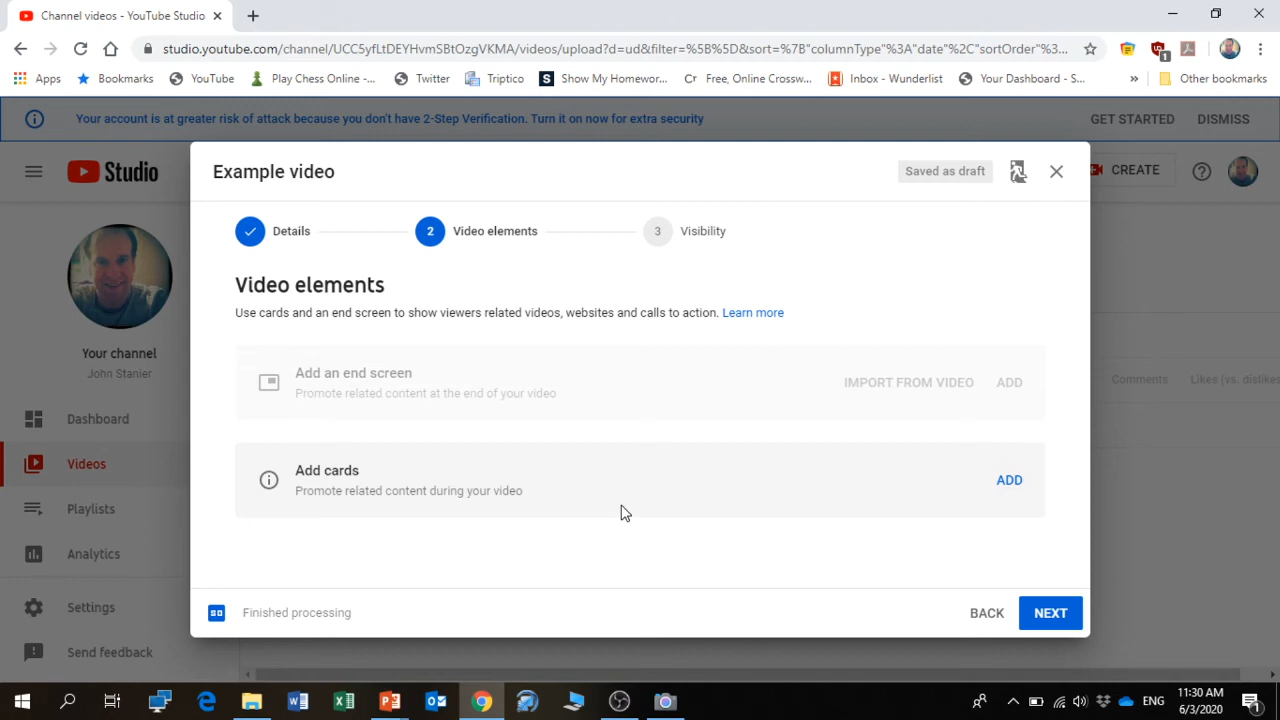 Channel videos - YouTube Studio
studio.youtube.com/channel/UCC5yfLtDEYHvmSBtOzgVKMA/videos/upload?d=ud&filter=%5B%5D&sort=%7B"columnType"%3A"date"%2C"sortOrder"%3...
1
Apps Bookmarks YouTube Play Chess Online -... Twitter Triptico S Show My Homewor... Cr Free, Online Crossw... Inbox - Wunderlist Your Dashboard - S... » Other bookmarks
Your account is at greater risk of attack because you don't have 2-Step Verification. Turn it on now for extra security GET STARTED DISMISS
Studio
CREATE
Example video
Saved as draft
Details
2 Video elements
3 Visibility
Video elements
Use cards and an end screen to show viewers related videos, websites and calls to action. Learn more
Add an end screen
Promote related content at the end of your video
IMPORT FROM VIDEO ADD
Add cards
Promote related content during your video
ADD
Finished processing
BACK NEXT
Your channel
John Stanier
Dashboard
Videos
Playlists
Analytics
Settings
Send feedback
Comments Likes (vs. dislikes
ENG
11:30 AM
6/3/2020
1